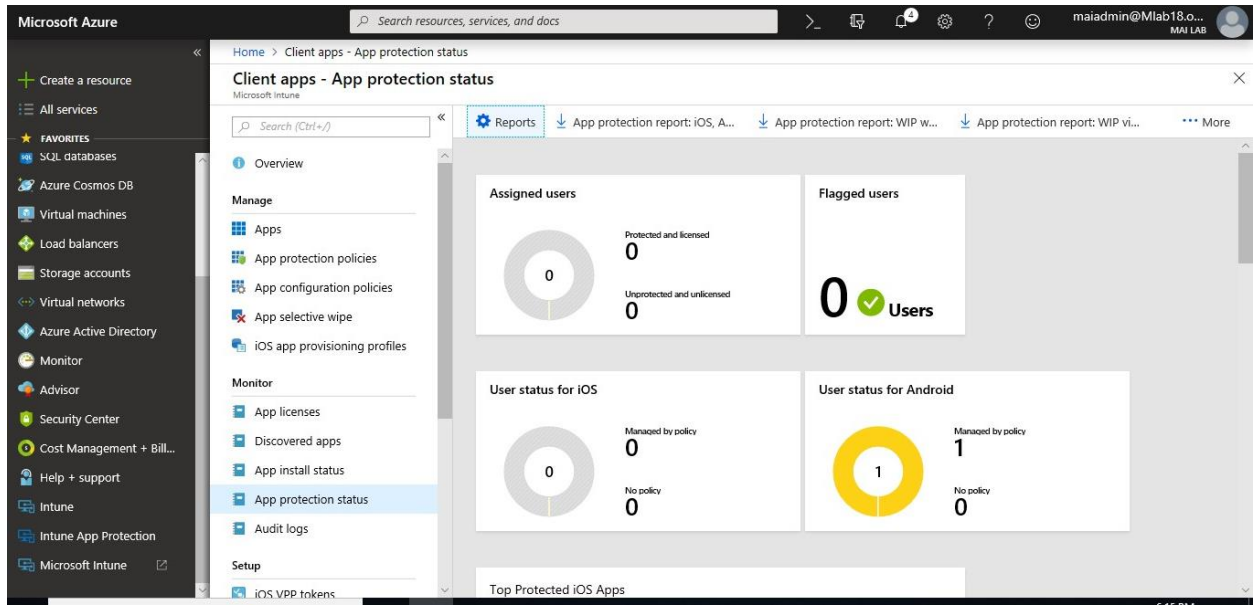 Microsoft Azure
Search resources, services, and docs
4
maiadmin@Mlab18.o...
MAI LAB
Create a resource
All services
FAVORITES
SQL databases
Azure Cosmos DB
Virtual machines
Load balancers
Storage accounts
Virtual networks
Azure Active Directory
Monitor
Advisor
Security Center
Cost Management + Bill...
Help + support
Intune
Intune App Protection
Microsoft Intune
Home > Client apps - App protection status
Client apps - App protection status
Microsoft Intune
Search (Ctrl+/)
Overview
Manage
Apps
App protection policies
App configuration policies
App selective wipe
iOS app provisioning profiles
Monitor
App licenses
Discovered apps
App install status
App protection status
Audit logs
Setup
iOS VPP tokens
Reports
App protection report: iOS, A...
App protection report: WIP w...
App protection report: WIP vi...
More
Assigned users
0
Protected and licensed
0
Unprotected and unlicensed
0
Flagged users
0 Users
User status for iOS
0
Managed by policy
0
No policy
0
User status for Android
1
Managed by policy
1
No policy
0
Top Protected iOS Apps
6:15 PM